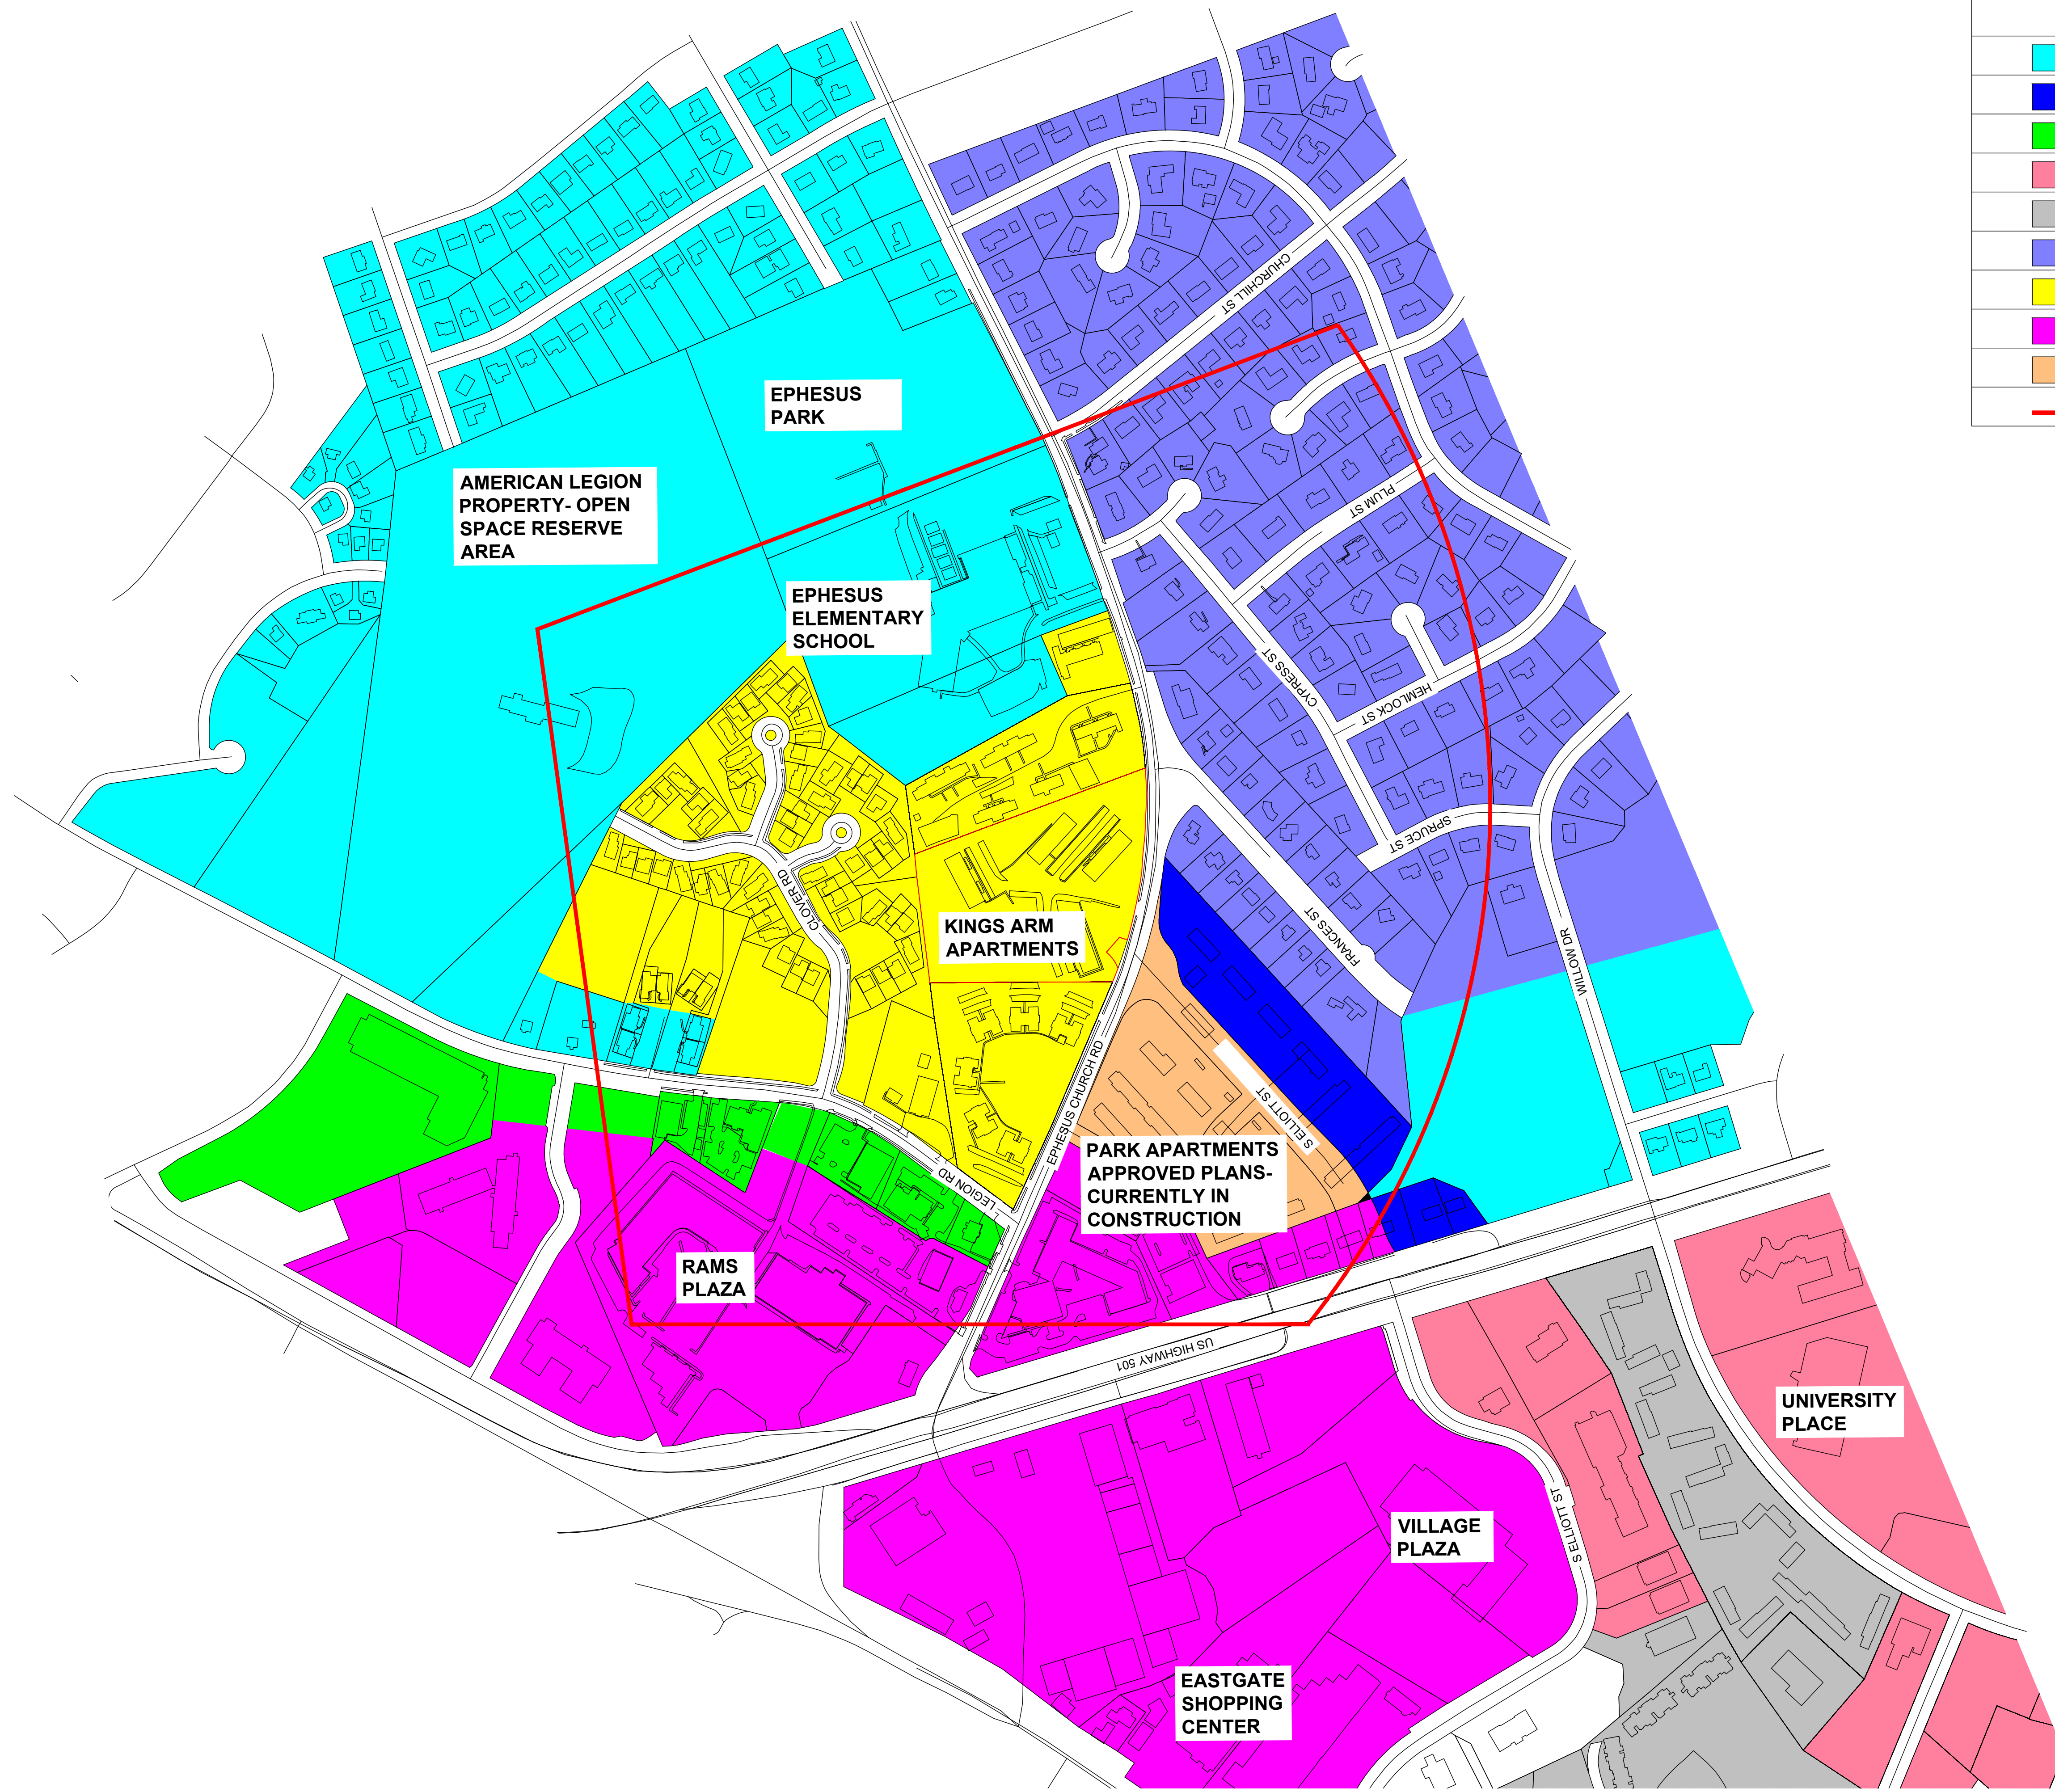 CHURCHILL ST
EPHESUS
PARK
AMERICAN LEGION
PROPERTY- OPEN
SPACE RESERVE
AREA
PLUM ST
EPHESUS
ELEMENTARY
SCHOOL
CYPRESS ST
HEMLOCK ST
SPRUCE ST
CLOVER RD
KINGS ARM
APARTMENTS
FRANCES ST
WILLOW DR
EPHESUS CHURCH RD
S ELLIOTT ST
PARK APARTMENTS
APPROVED PLANS-
CURRENTLY IN
CONSTRUCTION
LEGION RD
RAMS
PLAZA
US HIGHWAY 501
UNIVERSITY
PLACE
VILLAGE
PLAZA
S ELLIOTT ST
EASTGATE
SHOPPING
CENTER